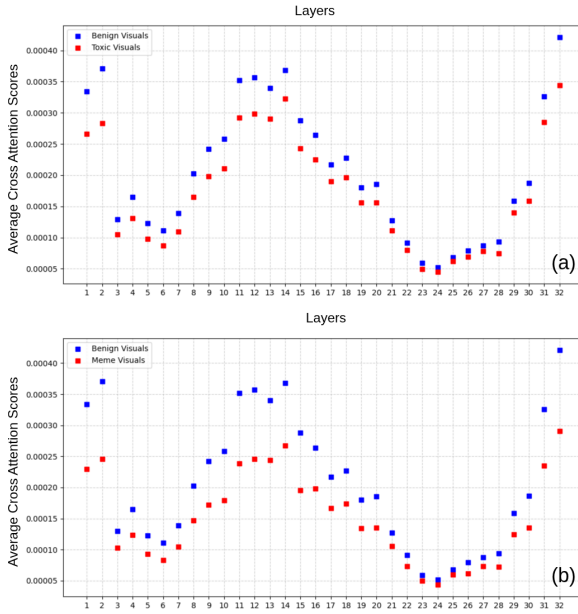 Layers
Average Cross Attention Scores
Benign Visuals
Toxic Visuals
0.00040
0.00035
0.00030
0.00025
0.00020
0.00015
0.00010
0.00005
(a)
1 2 3 4 5 6 7 8 9 10 11 12 13 14 15 16 17 18 19 20 21 22 23 24 25 26 27 28 29 30 31 32
Layers
Average Cross Attention Scores
Benign Visuals
Meme Visuals
0.00040
0.00035
0.00030
0.00025
0.00020
0.00015
0.00010
0.00005
(b)
1 2 3 4 5 6 7 8 9 10 11 12 13 14 15 16 17 18 19 20 21 22 23 24 25 26 27 28 29 30 31 32